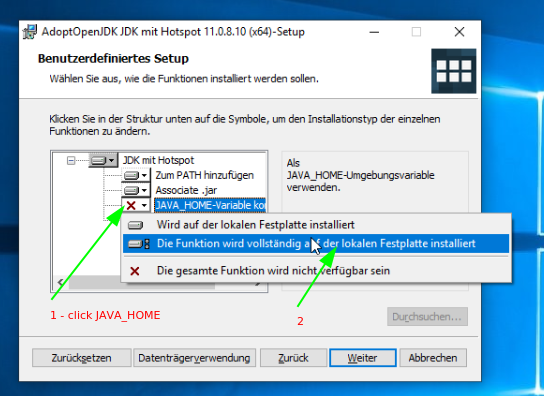 AdoptOpenJDK JDK mit Hotspot 11.0.8.10 (x64)-Setup
Benutzerdefiniertes Setup
Wählen Sie aus, wie die Funktionen installiert werden sollen.
Klicken Sie in der Struktur unten auf die Symbole, um den Installationstyp der einzelnen
Funktionen zu ändern.
JDK mit Hotspot
Zum PATH hinzufügen
Associate .jar
JAVA_HOME-Variable kon
Als
JAVA_HOME-Umgebungsvariable
verwenden.
Wird auf der lokalen Festplatte installiert
Die Funktion wird vollständig auf der lokalen Festplatte installiert
Die gesamte Funktion wird nicht verfügbar sein
1 - click JAVA_HOME
2
Durchsuchen...
Zurücksetzen
Datenträgerverwendung
Zurück
Weiter
Abbrechen